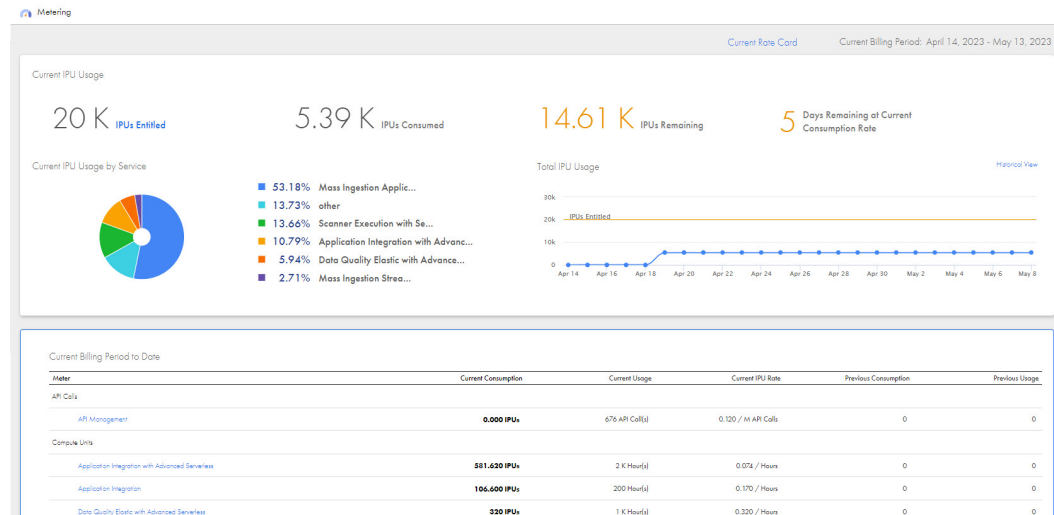 Metering
Current Rate Card Current Billing Period: April 14, 2023 - May 13, 2023
Current IPU Usage
20 K IPUs Entitled 5.39 K IPUs Consumed 14.61 K IPUs Remaining 5 Days Remaining at Current Consumption Rate
Current IPU Usage by Service
53.18% Mass Ingestion Applic...
13.73% other
13.66% Scanner Execution with Se...
10.79% Application Integration with Advanc...
5.94% Data Quality Elastic with Advance...
2.71% Mass Ingestion Strea...
Total IPU Usage Historical View
30k
IPUs Entitled
20k
10k
0
Apr 14 Apr 16 Apr 18 Apr 20 Apr 22 Apr 24 Apr 26 Apr 28 Apr 30 May 2 May 4 May 6 May 8
Current Billing Period to Date
Meter Current Consumption Current Usage Current IPU Rate Previous Consumption Previous Usage
API Calls
API Management 0.000 IPUs 676 API Call(s) 0.120 / M API Calls 0 0
Compute Units
Application Integration with Advanced Serverless 581.620 IPUs 2 K Hour(s) 0.074 / Hours 0 0
Application Integration 106.600 IPUs 200 Hour(s) 0.170 / Hours 0 0
Data Quality Elastic with Advanced Serverless 320 IPUs 1 K Hour(s) 0.320 / Hours 0 0